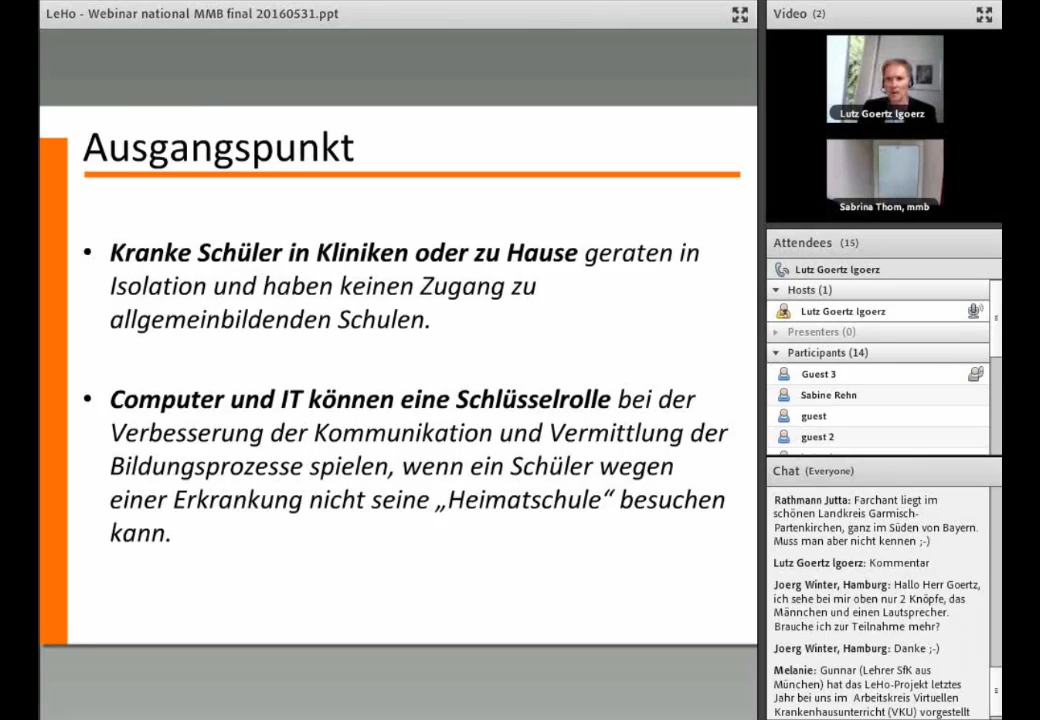 LeHo - Webinar national MMB final 20160531.ppt
Ausgangspunkt
• Kranke Schüler in Kliniken oder zu Hause geraten in
Isolation und haben keinen Zugang zu
allgemeinbildenden Schulen.
• Computer und IT können eine Schlüsselrolle bei der
Verbesserung der Kommunikation und Vermittlung der
Bildungsprozesse spielen, wenn ein Schüler wegen
einer Erkrankung nicht seine „Heimatschule“ besuchen
kann.
Video (2)
Lutz Goertz lgoerz
Sabrina Thom, mmb
Attendees (15)
Lutz Goertz lgoerz
Hosts (1)
Lutz Goertz lgoerz
Presenters (0)
Participants (14)
Guest 3
Sabine Rehn
guest
guest 2
Chat (Everyone)
Rathmann Jutta: Farchant liegt im
schönen Landkreis Garmisch-
Partenkirchen, ganz im Süden von Bayern.
Muss man aber nicht kennen ;-)
Lutz Goertz lgoerz: Kommentar
Joerg Winter, Hamburg: Hallo Herr Goertz,
ich sehe bei mir oben nur 2 Knöpfe, das
Männchen und einen Lautsprecher.
Brauche ich zur Teilnahme mehr?
Joerg Winter, Hamburg: Danke ;-)
Melanie: Gunnar (Lehrer SfK aus
München) hat das LeHo-Projekt letztes
Jahr bei uns im Arbeitskreis Virtuellen
Krankenhausunterricht (VKU) vorgestellt